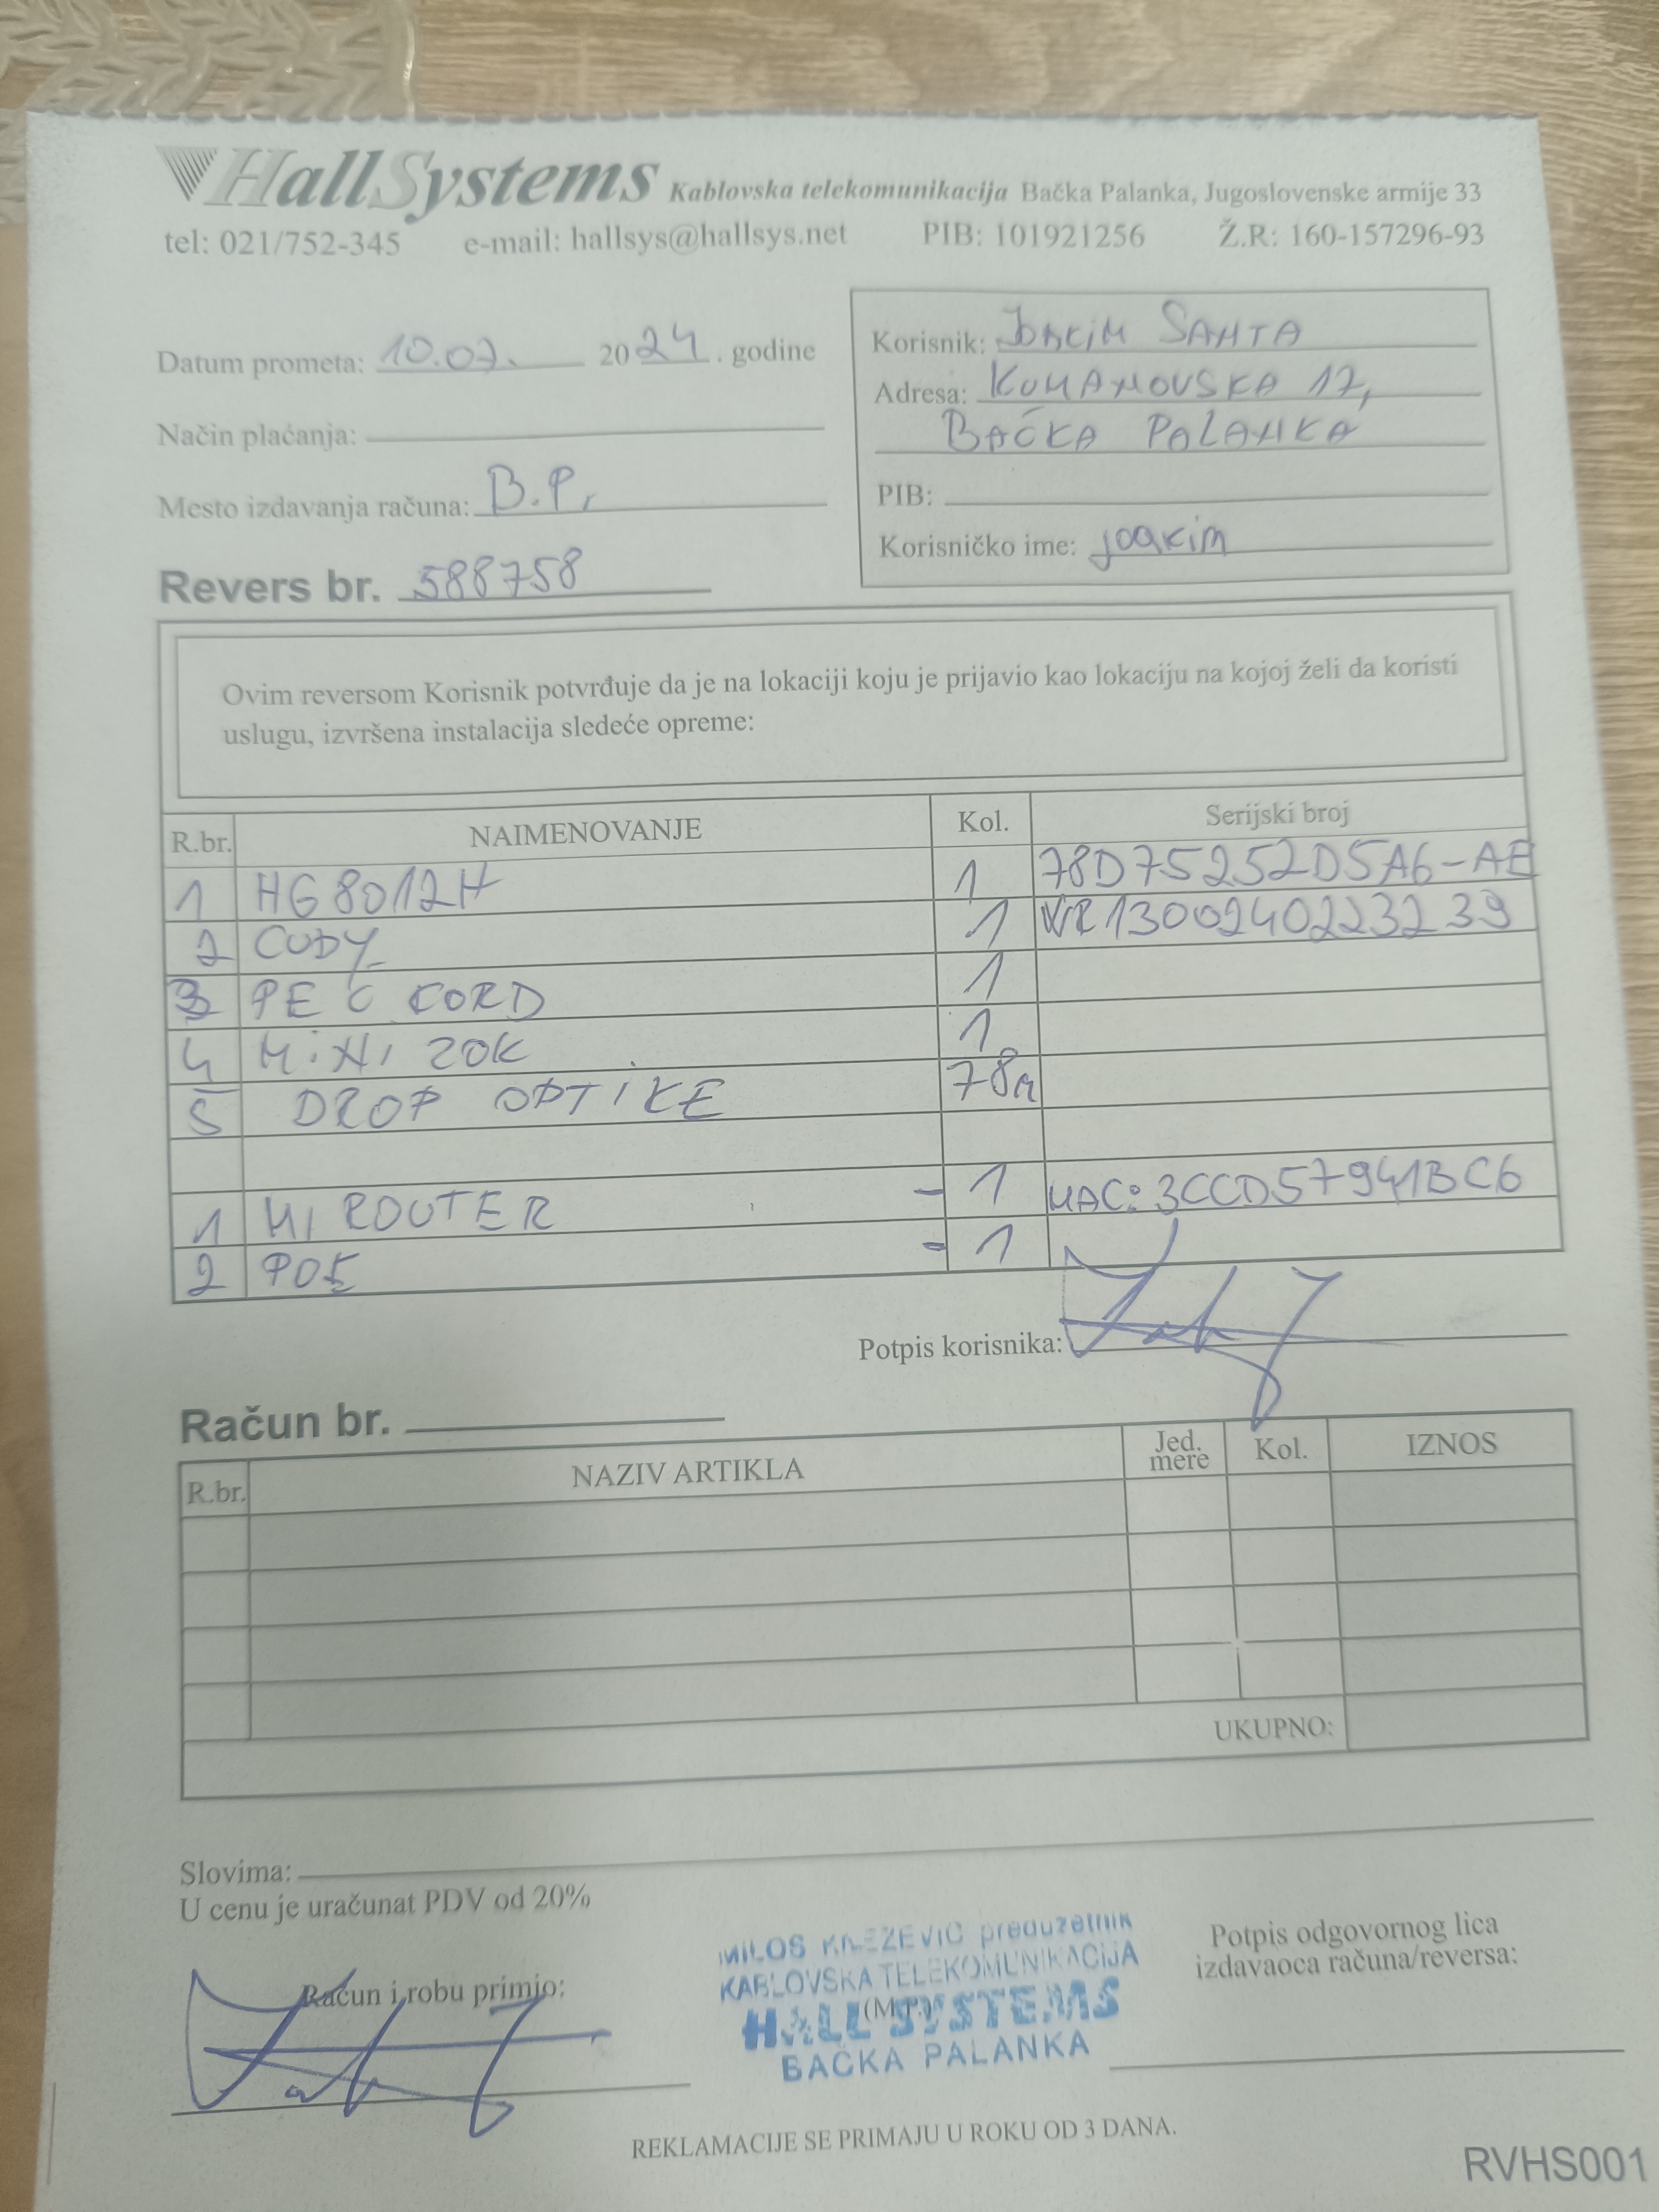 HallSystems Kablovska telekomunikacija Bačka Palanka, Jugoslovenske armije 33
tel: 021/752-345 e-mail: hallsys@hallsys.net PIB: 101921256 Ž.R: 160-157296-93
Datum prometa: 10.07. 2024. godine
Način plaćanja:
Mesto izdavanja računa: B.P.
Revers br. 588758
Korisnik: JOAKIM SANTA
Adresa: KUMANOVSKA 17,
BAČKA PALANKA
PIB:
Korisničko ime: joakim
Ovim reversom Korisnik potvrđuje da je na lokaciji koju je prijavio kao lokaciju na kojoj želi da koristi
uslugu, izvršena instalacija sledeće opreme:
R.br. NAIMENOVANJE Kol. Serijski broj
1 HG8012H 1 78D75252D5A6-AE
2 CUDY 1 WR1300240223239
3 PE C CORD 1
4 MINI ZOK 1
5 DROP OPTIKE 78m
1 MI ROUTER - 1 MAC: 3CCD57941BC6
2 POE - 1
Potpis korisnika:
Račun br.
R.br. NAZIV ARTIKLA Jed. mere Kol. IZNOS
UKUPNO:
Slovima:
U cenu je uračunat PDV od 20%
Račun i robu primio:
MILOŠ KNEŽEVIĆ preduzetnik
KABLOVSKA TELEKOMUNIKACIJA
(M.P.)
HALL SYSTEMS
BAČKA PALANKA
Potpis odgovornog lica
izdavaoca računa/reversa:
REKLAMACIJE SE PRIMAJU U ROKU OD 3 DANA.
RVHS001